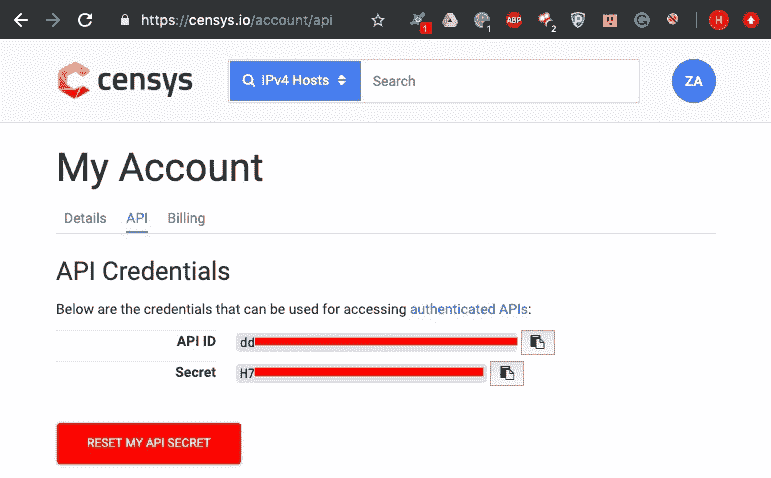 https://censys.io/account/api
1
1
ABP
2
H
censys
iPv4 Hosts
Search
ZA
My Account
Details API Billing
API Credentials
Below are the credentials that can be used for accessing authenticated APIs:
API ID dd
Secret H7
RESET MY API SECRET